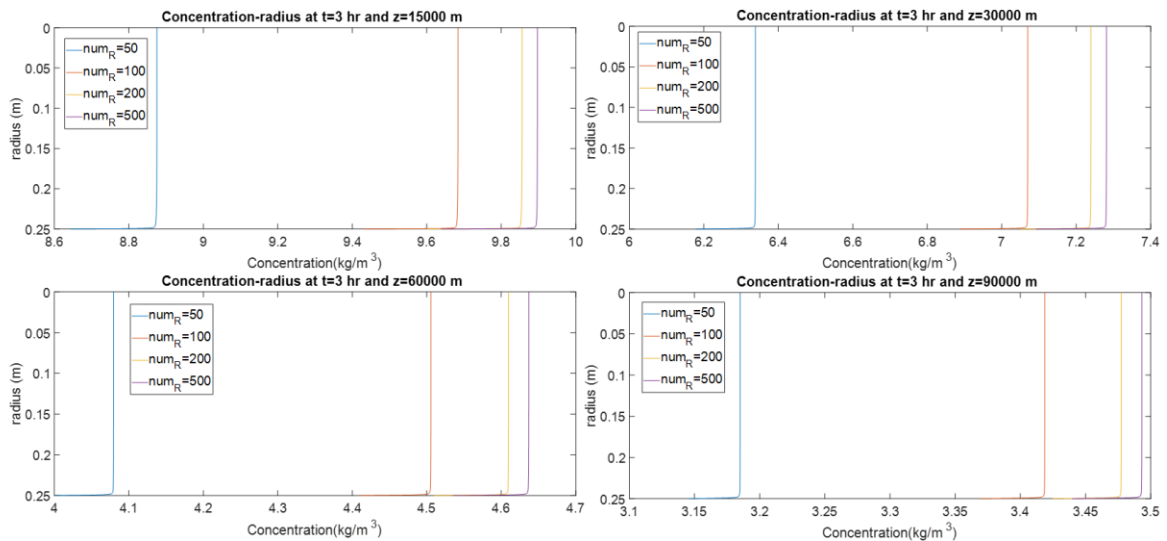 Concentration-radius at t=3 hr and z=15000 m
0
0.05
0.1
0.15
0.2
0.25
radius (m)
num_R=50
num_R=100
num_R=200
num_R=500
8.6
8.8
9
9.2
9.4
9.6
9.8
10
Concentration(kg/m³)
Concentration-radius at t=3 hr and z=30000 m
0
0.05
0.1
0.15
0.2
0.25
radius (m)
num_R=50
num_R=100
num_R=200
num_R=500
6
6.2
6.4
6.6
6.8
7
7.2
7.4
Concentration(kg/m³)
Concentration-radius at t=3 hr and z=60000 m
0
0.05
0.1
0.15
0.2
0.25
radius (m)
num_R=50
num_R=100
num_R=200
num_R=500
4
4.1
4.2
4.3
4.4
4.5
4.6
4.7
Concentration(kg/m³)
Concentration-radius at t=3 hr and z=90000 m
0
0.05
0.1
0.15
0.2
0.25
radius (m)
num_R=50
num_R=100
num_R=200
num_R=500
3.1
3.15
3.2
3.25
3.3
3.35
3.4
3.45
3.5
Concentration(kg/m³)